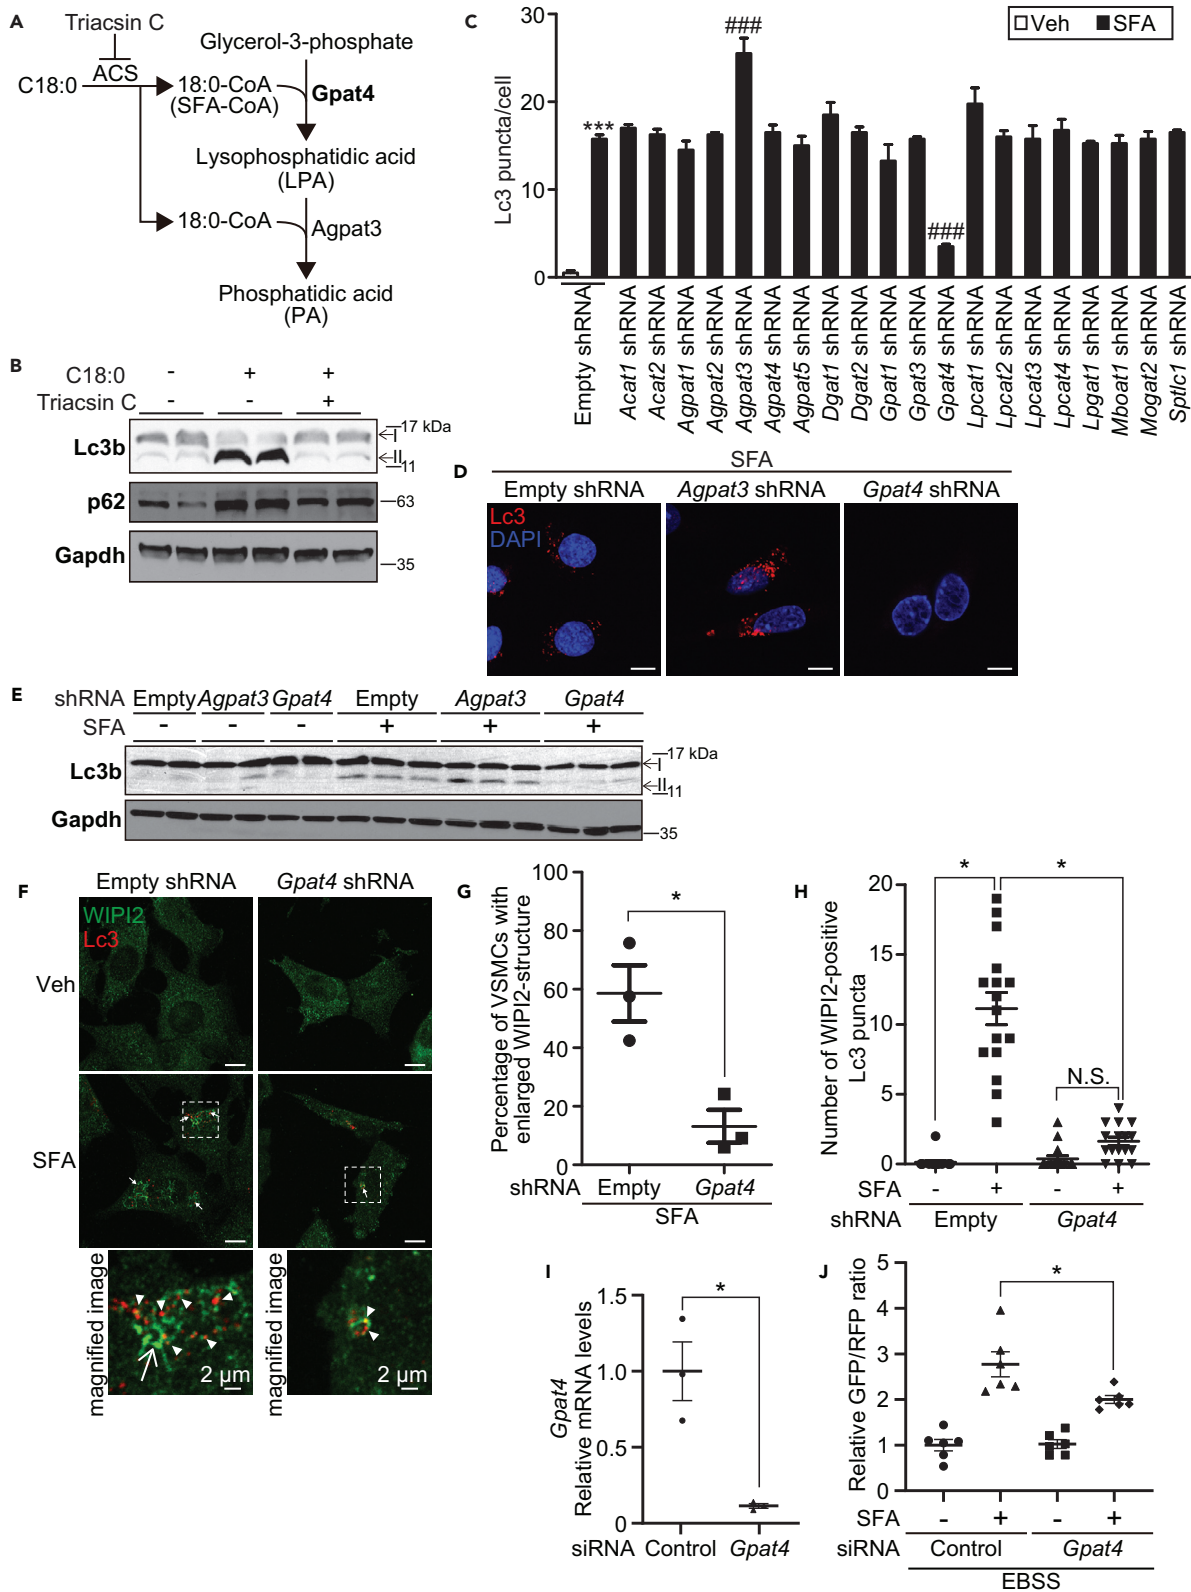 A
Triacsin C
ACS
C18:0
18:0-CoA
(SFA-CoA)
Glycerol-3-phosphate
Gpat4
Lysophosphatidic acid
(LPA)
18:0-CoA
Agpat3
Phosphatidic acid
(PA)
B
C18:0 - + +
Triacsin C - - +
Lc3b
17 kDa
I
II
11
p62
63
Gapdh
35
C
Veh SFA
Lc3 puncta/cell
30
20
10
0
***
###
###
Empty shRNA
Acat1 shRNA
Acat2 shRNA
Agpat1 shRNA
Agpat2 shRNA
Agpat3 shRNA
Agpat4 shRNA
Agpat5 shRNA
Dgat1 shRNA
Dgat2 shRNA
Gpat1 shRNA
Gpat3 shRNA
Gpat4 shRNA
Lpcat1 shRNA
Lpcat2 shRNA
Lpcat3 shRNA
Lpcat4 shRNA
Lpgat1 shRNA
Mboat1 shRNA
Mogat2 shRNA
Sptlc1 shRNA
D
SFA
Empty shRNA Agpat3 shRNA Gpat4 shRNA
Lc3
DAPI
E
shRNA Empty Agpat3 Gpat4 Empty Agpat3 Gpat4
SFA - - - + + +
Lc3b
17 kDa
I
II
11
Gapdh
35
F
Empty shRNA Gpat4 shRNA
WIPI2
Lc3
Veh
SFA
magnified image
2 µm
magnified image
2 µm
G
Percentage of VSMCs with
enlarged WIPI2-structure
100
80
60
40
20
0
*
shRNA Empty Gpat4
SFA
H
Number of WIPI2-positive
Lc3 puncta
20
15
10
5
0
* *
N.S.
SFA - + - +
shRNA Empty Gpat4
I
Gpat4
Relative mRNA levels
1.5
1.0
0.5
0
*
siRNA Control Gpat4
J
Relative GFP/RFP ratio
5
4
3
2
1
0
*
SFA - + - +
siRNA Control Gpat4
EBSS